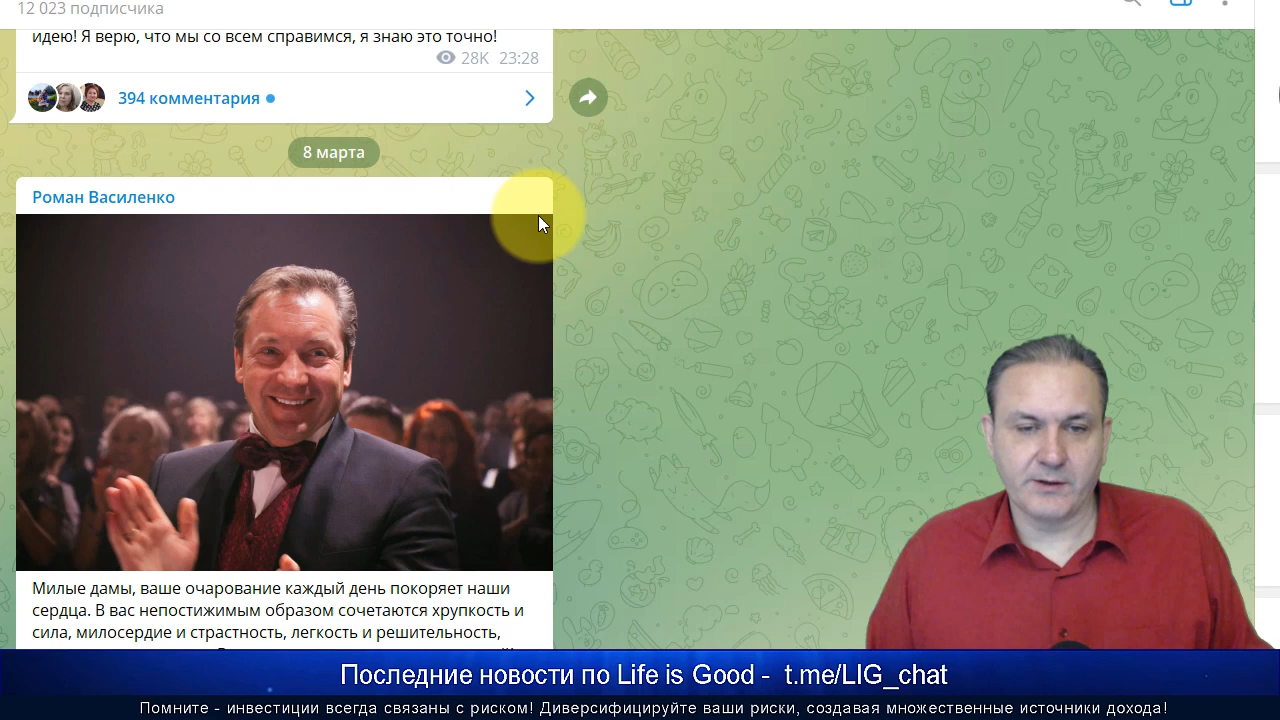 12 023 подписчика
идею! Я верю, что мы со всем справимся, я знаю это точно!
28K 23:28
394 комментария
8 марта
Роман Василенко
Милые дамы, ваше очарование каждый день покоряет наши
сердца. В вас непостижимым образом сочетаются хрупкость и
сила, милосердие и страстность, легкость и решительность,
Последние новости по Life is Good - t.me/LIG_chat
Помните - инвестиции всегда связаны с риском! Диверсифицируйте ваши риски, создавая множественные источники дохода!